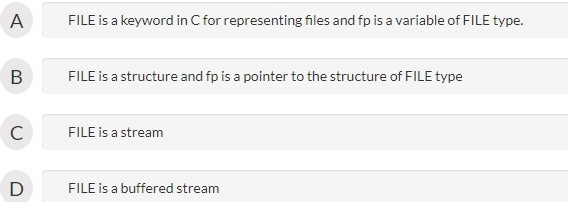 A FILE is a keyword in C for representing files and fp is a variable of FILE type.
B FILE is a structure and fp is a pointer to the structure of FILE type
C FILE is a stream
D FILE is a buffered stream